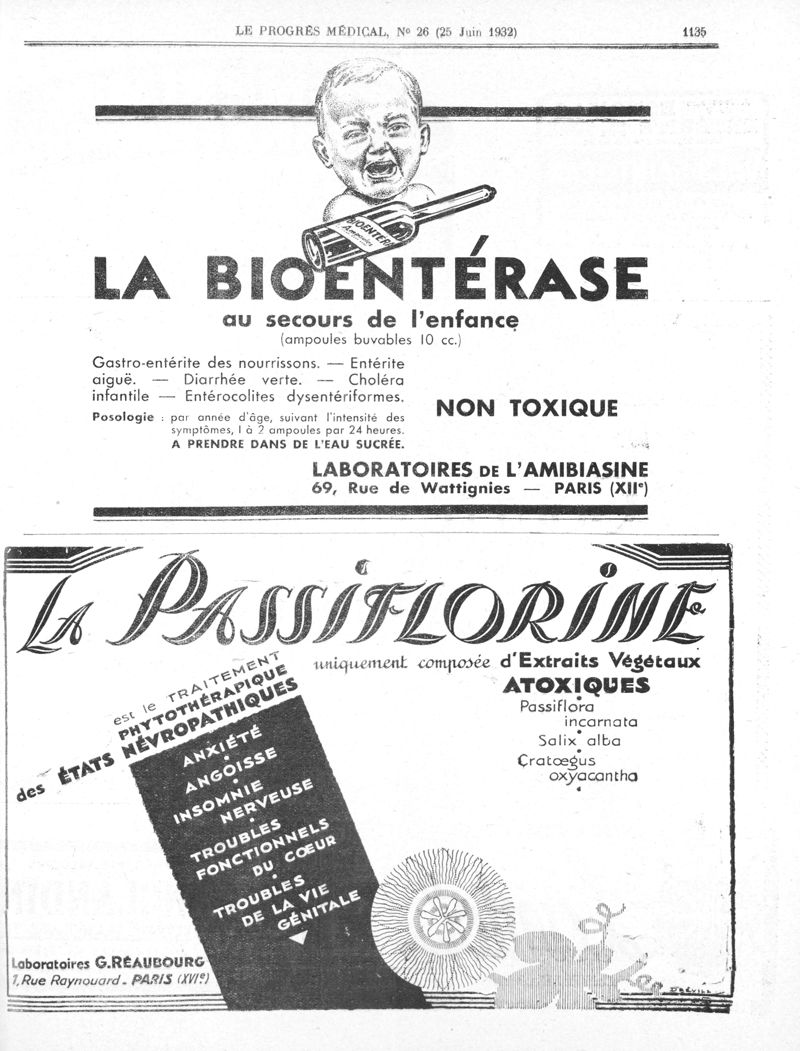 LE PROGRÈS MÉDICAL, Nº 26 (25 Juin 1932)
1135
BIOENTÉRA
Ampoules
LA BIOENTÉRASE
au secours de l'enfance
(ampoules buvables 10 cc.)
Gastro-entérite des nourrissons. — Entérite
aiguë. — Diarrhée verte. — Choléra
infantile — Entérocolites dysentériformes.
Posologie : par année d'âge, suivant l'intensité des
symptômes, 1 à 2 ampoules par 24 heures.
A PRENDRE DANS DE L'EAU SUCRÉE.
NON TOXIQUE
LABORATOIRES DE L'AMIBIASINE
69, Rue de Wattignies — PARIS (XIIe)
LA PASSIFLORINE
uniquement composée d'Extraits Végétaux
ATOXIQUES
Passiflora
incarnata
Salix alba
Cratœgus
oxyacantha
est le TRAITEMENT
PHYTOTHÉRAPIQUE
des ÉTATS NÉVROPATHIQUES
ANXIÉTÉ
ANGOISSE
INSOMNIE
NERVEUSE
TROUBLES
FONCTIONNELS
DU CŒUR
TROUBLES
DE LA VIE
GÉNITALE
Laboratoires G.RÉAUBOURG
1, Rue Raynouard - PARIS (XVIe)